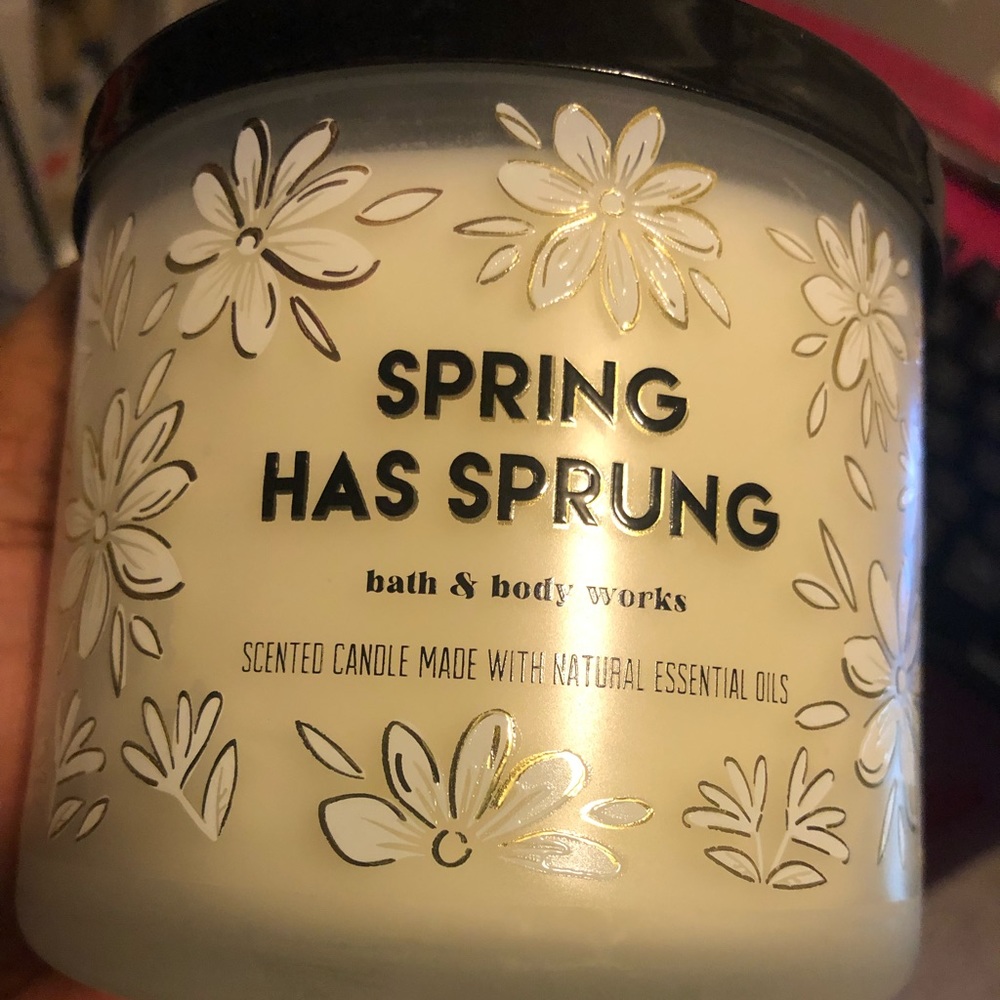 SPRING
HAS SPRUNG
bath & body works
SCENTED CANDLE MADE WITH NATURAL ESSENTIAL OILS